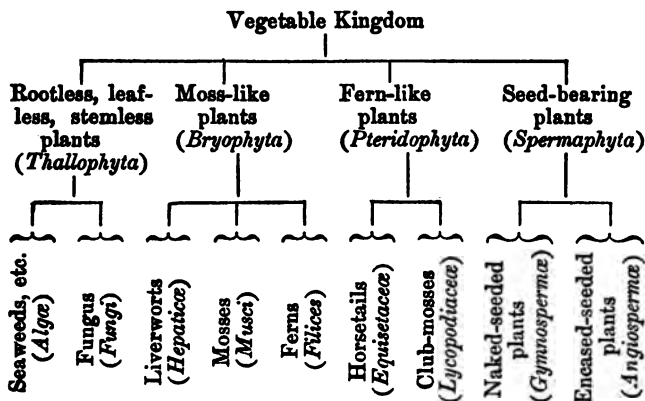 Vegetable Kingdom
Rootless, leaf-
less, stemless
plants
(Thallophyta)
Moss-like
plants
(Bryophyta)
Fern-like
plants
(Pteridophyta)
Seed-bearing
plants
(Spermaphyta)
Seaweeds, etc.
(Algæ)
Fungus
(Fungi)
Liverworts
(Hepaticæ)
Mosses
(Musci)
Ferns
(Filices)
Horsetails
(Equisetaceæ)
Club-mosses
(Lycopodiaceæ)
Naked-seeded
plants
(Gymnospermæ)
Encased-seeded
plants
(Angiospermæ)